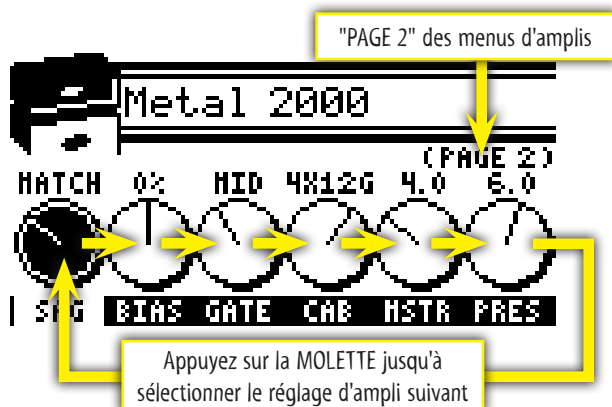 "PAGE 2" des menus d'amplis
Metal 2000
(PAGE 2)
MATCH 0% MID 4X12G 4.0 6.0
SAG BIAS GATE CAB MSTR PRES
Appuyez sur la MOLETTE jusqu'à
sélectionner le réglage d'ampli suivant